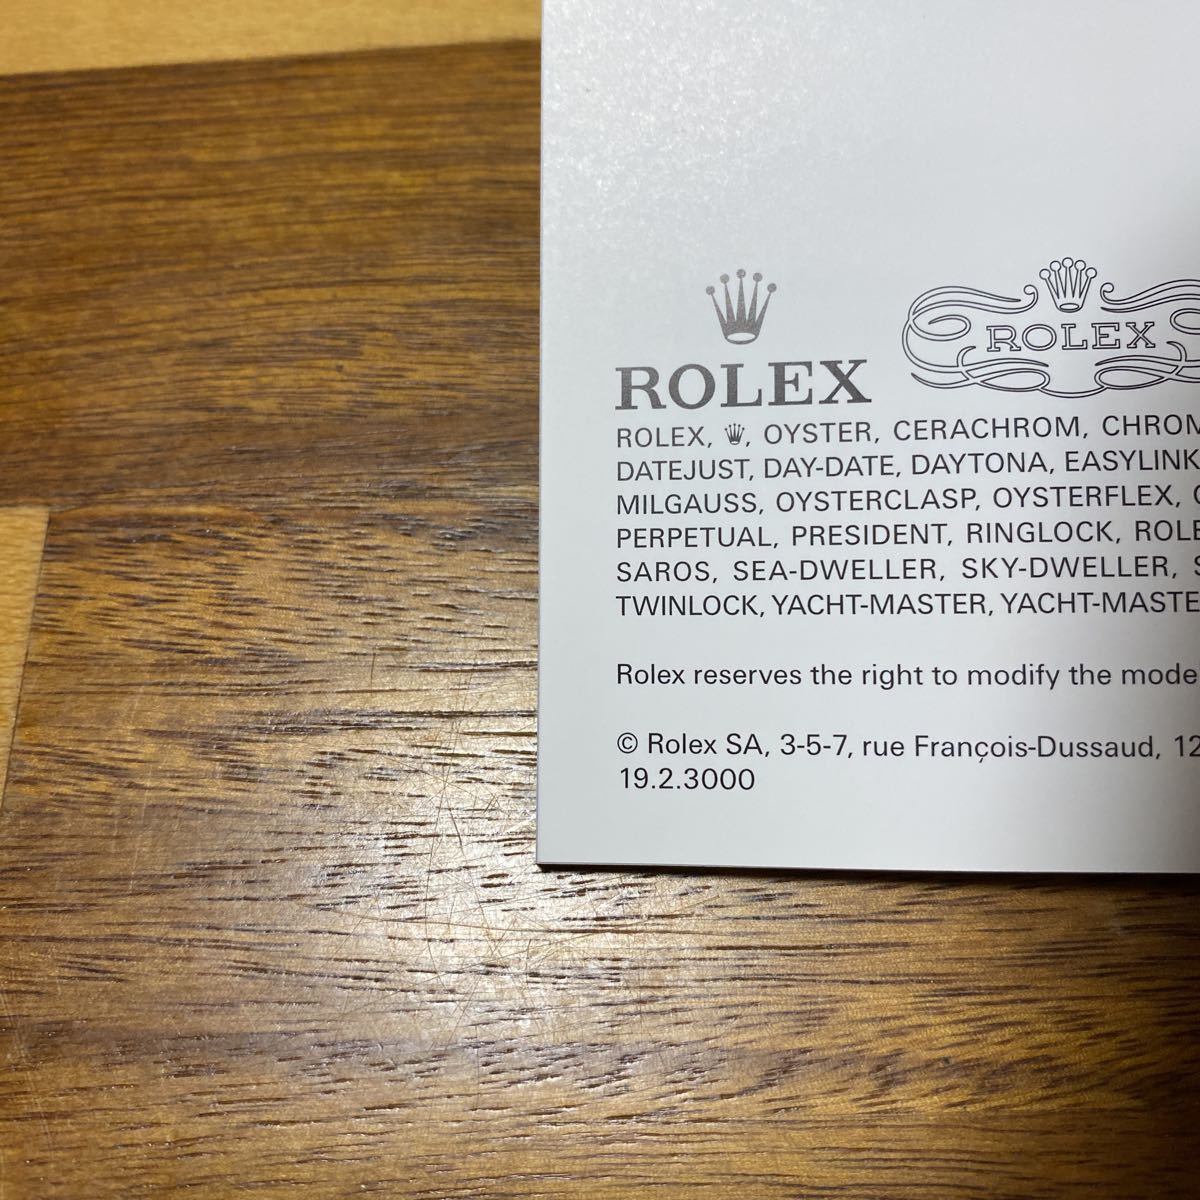 ROLEX
ROLEX
ROLEX, , OYSTER, CERACHROM,
DATEJUST, DAY-DATE, DAYTONA, EASYLINK
MILGAUSS, OYSTERCLASP, OYSTERFLEX,
PERPETUAL, PRESIDENT, RINGLOCK,
SAROS, SEA-DWELLER, SKY-DWELLER,
TWINLOCK, YACHT-MASTER,
Rolex reserves the right to modify the
© Rolex SA, 3-5-7, rue François-Dussaud,
19.2.3000